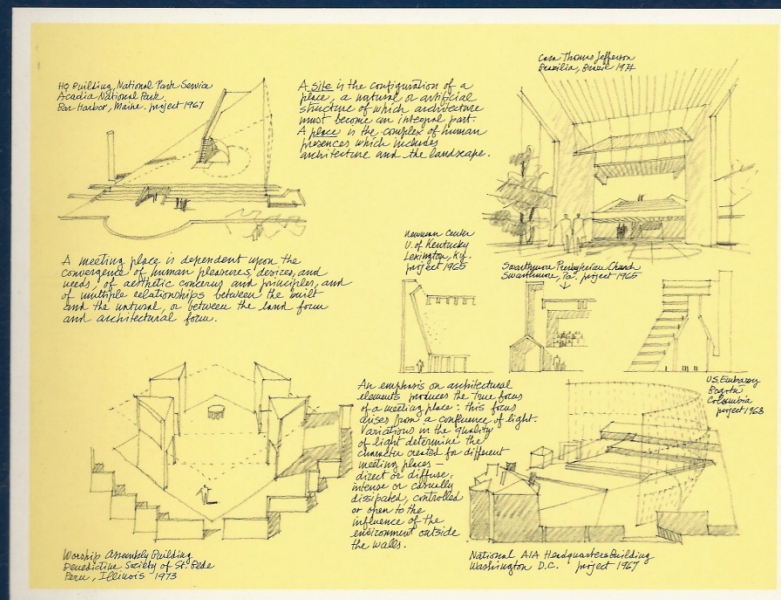 HQ Building, National Park Service
Acadia National Park
Bar Harbor, Maine. project 1967
A site is the configuration of a
place, a natural or artificial
structure of which architecture
must become an integral part.
A place is the complex of human
presences which includes
architecture and the landscape.
Casa Thomas Jefferson
Brasilia, Brasil 1974
A meeting place is dependent upon the
convergence of human pleasures, desires, and
needs, of aesthetic concerns and principles, and
of multiple relationships between the built
and the natural, or between the land form
and architectural form.
Newman Center
U. of Kentucky
Lexington, Ky.
project 1965
Swarthmore Presbyterian Church
Swarthmore, Pa. project 1965
U.S. Embassy
Bogotá
Columbia
project 1968
An emphasis on architectural
elements produces the true focus
of a meeting place: this focus
arises from a confluence of light.
Variations in the quality
of light determine the
character created for different
meeting places —
direct or diffuse,
intense or casually
dissipated, controlled
or open to the
influence of the
environment outside
the walls.
Worship Assembly Building
Benedictine Society of St. Bede
Peru, Illinois 1973
National AIA Headquarters Building
Washington D.C. project 1967